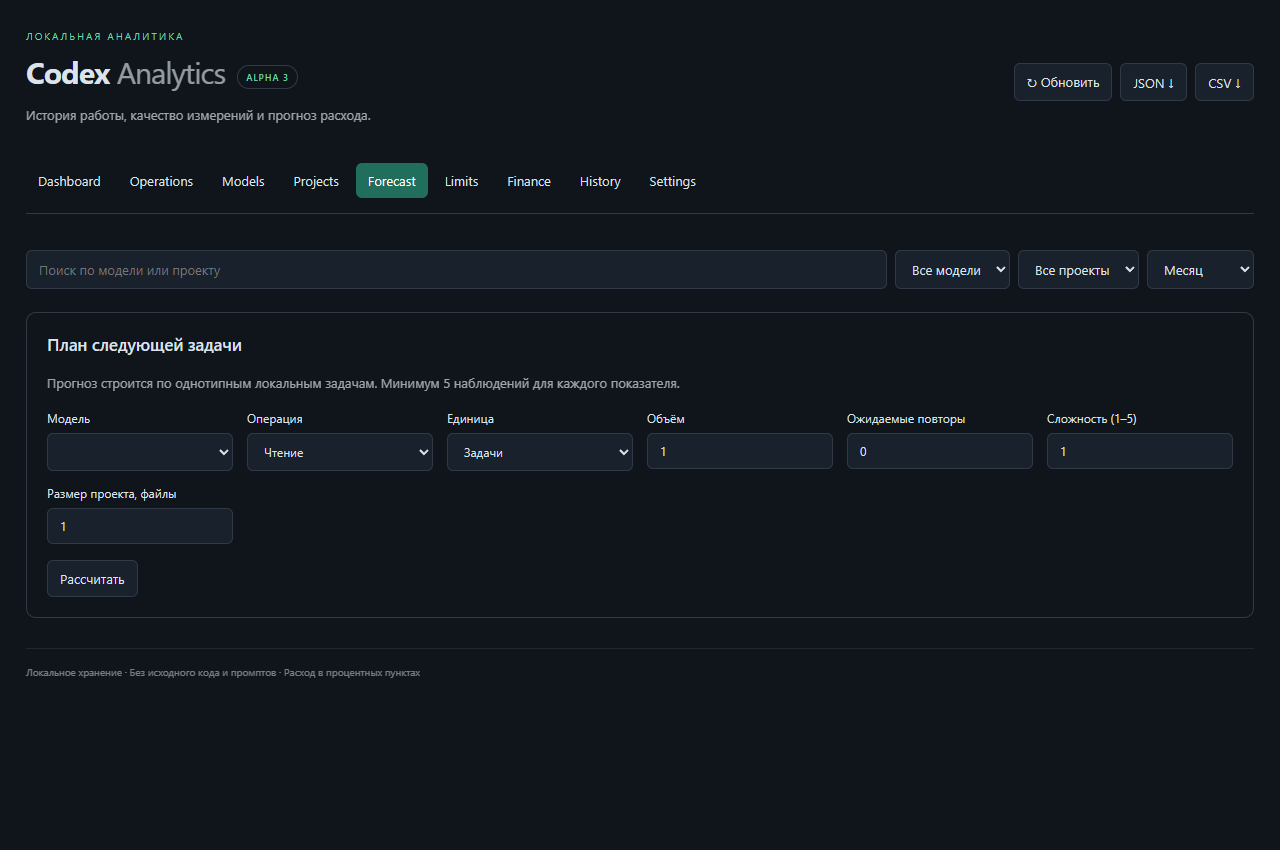 ЛОКАЛЬНАЯ АНАЛИТИКА
Codex Analytics ALPHA 3
↻ Обновить JSON ↓ CSV ↓
История работы, качество измерений и прогноз расхода.
Dashboard Operations Models Projects Forecast Limits Finance History Settings
Поиск по модели или проекту Все модели Все проекты Месяц
План следующей задачи
Прогноз строится по однотипным локальным задачам. Минимум 5 наблюдений для каждого показателя.
Модель Операция Единица Объём Ожидаемые повторы Сложность (1–5)
Чтение Задачи 1 0 1
Размер проекта, файлы
1
Рассчитать
Локальное хранение · Без исходного кода и промптов · Расход в процентных пунктах